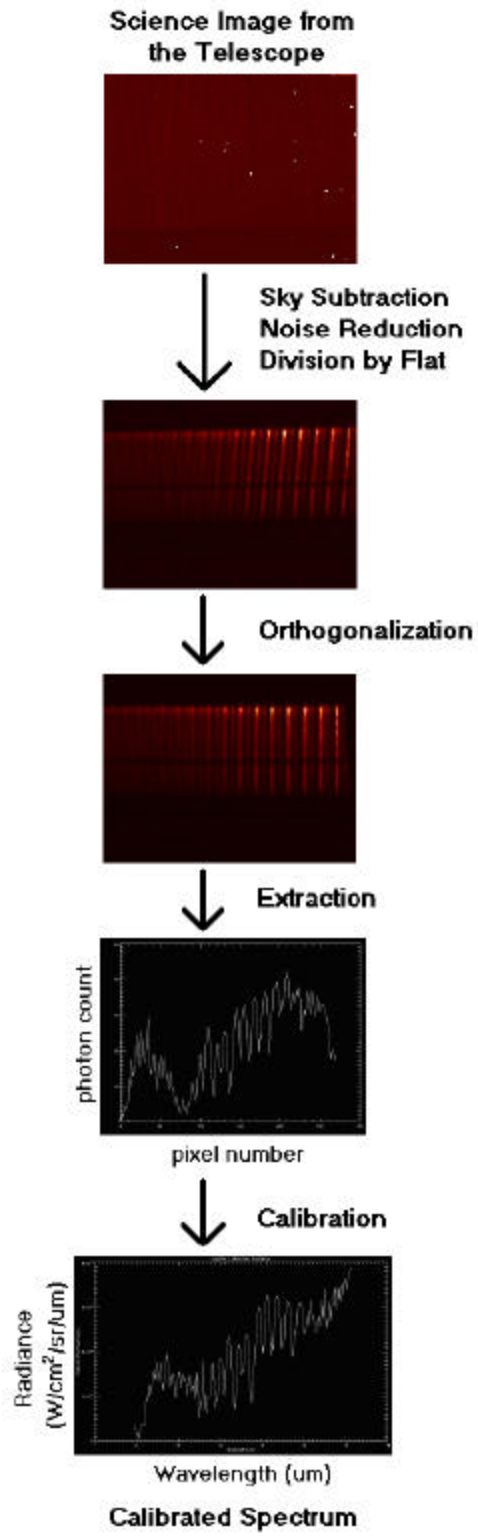 Science Image from
the Telescope
Sky Subtraction
Noise Reduction
Division by Flat
Orthogonalization
Extraction
photon count
pixel number
Calibration
Radiance
(W/cm²/sr/um)
Wavelength (um)
Calibrated Spectrum